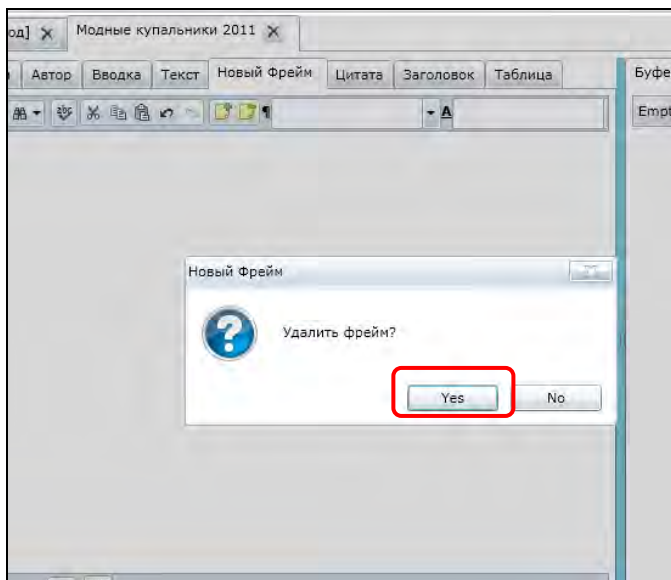 од] Модные купальники 2011
Автор Вводка Текст Новый Фрейм Цитата Заголовок Таблица Буфе
A Empt
Новый Фрейм
Удалить фрейм?
Yes No